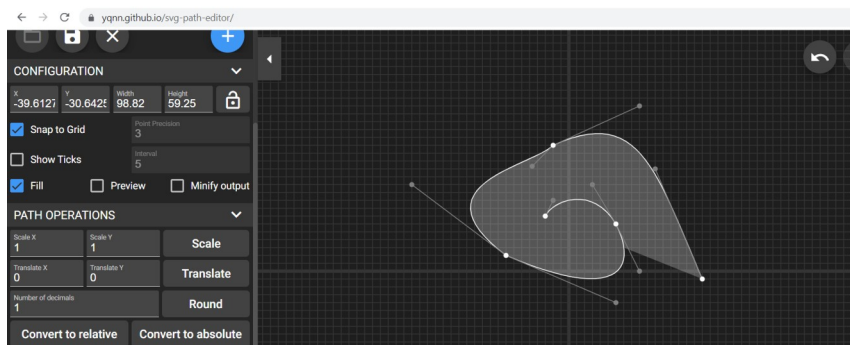 yqnn.github.io/svg-path-editor/
CONFIGURATION
X Y Width Height
-39.6127 -30.6425 98.82 59.25
Snap to Grid
Point Precision
3
Show Ticks
Interval
5
Fill Preview Minify output
PATH OPERATIONS
Scale X Scale Y
1 1 Scale
Translate X Translate Y
0 0 Translate
Number of decimals
1 Round
Convert to relative Convert to absolute